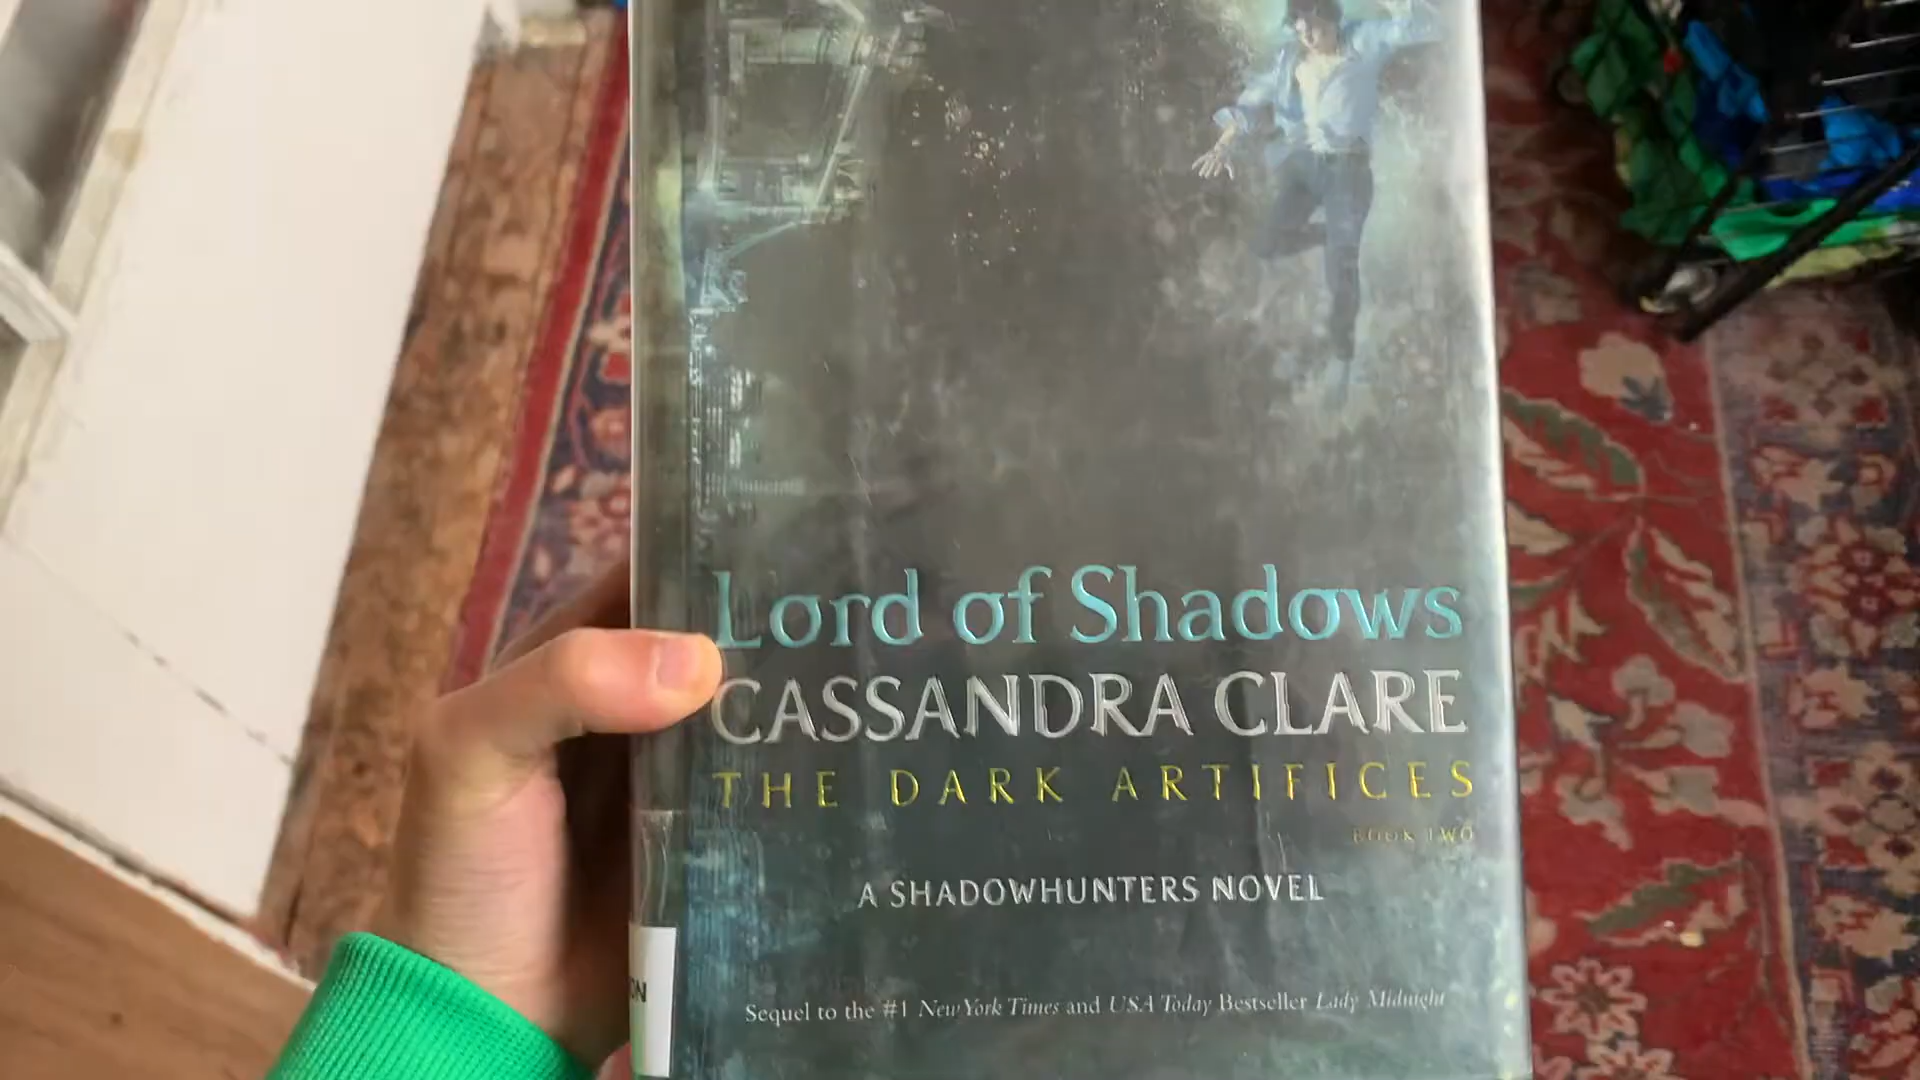 Lord of Shadows
CASSANDRA CLARE
THE DARK ARTIFICES
BOOK TWO
A SHADOWHUNTERS NOVEL
Sequel to the #1 New York Times and USA Today Bestseller Lady Midnight
ON